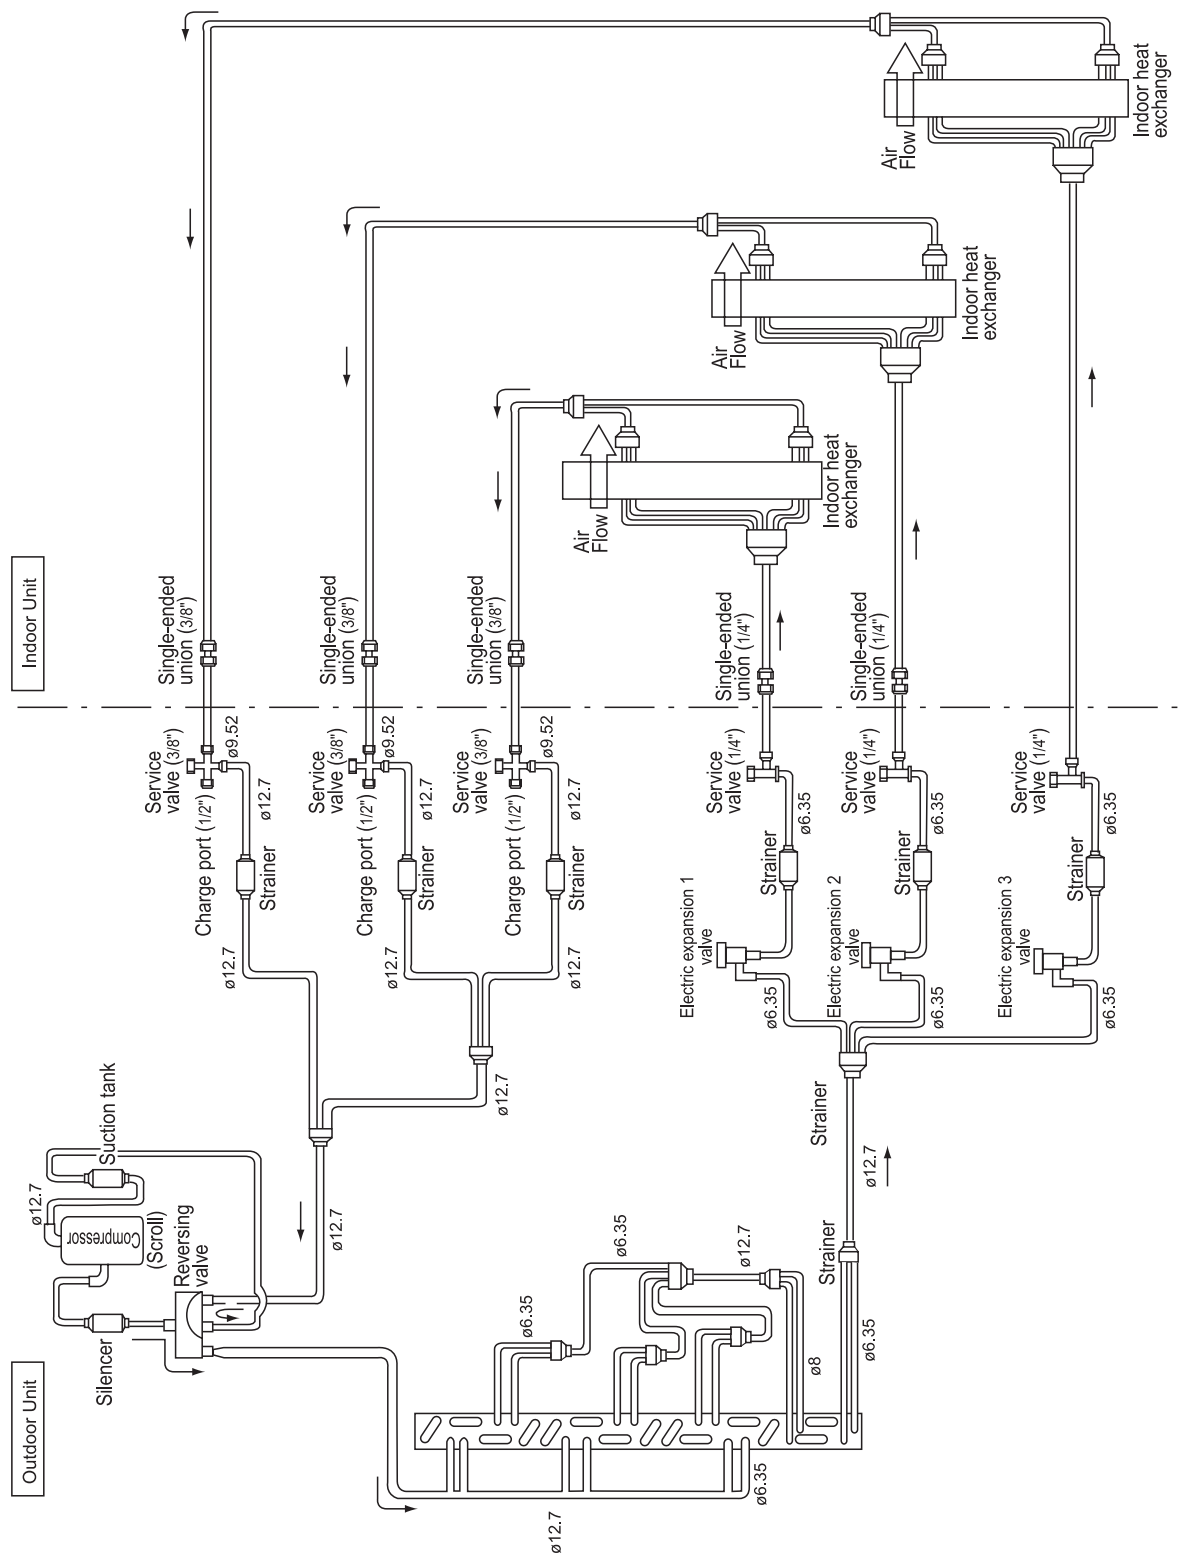 Indoor Unit
Outdoor Unit
Single-ended
union (3/8")
Single-ended
union (3/8")
Single-ended
union (3/8")
Single-ended
union (1/4")
Single-ended
union (1/4")
Air
Flow
Indoor heat
exchanger
Air
Flow
Indoor heat
exchanger
Air
Flow
Indoor heat
exchanger
Service
valve (3/8")
ø9.52
Service
valve (3/8")
ø9.52
Service
valve (3/8")
ø9.52
Service
valve (1/4")
Service
valve (1/4")
Service
valve (1/4")
Charge port (1/2")
ø12.7
Charge port (1/2")
ø12.7
Charge port (1/2")
ø12.7
ø6.35
ø6.35
ø6.35
Strainer
Strainer
Strainer
Strainer
Strainer
Strainer
ø12.7
ø12.7
ø12.7
Electric expansion 1
valve
Electric expansion 2
valve
Electric expansion 3
valve
ø6.35
ø6.35
ø6.35
ø12.7
Suction tank
ø12.7
Compressor
(Scroll)
Reversing
valve
Silencer
ø12.7
Strainer
ø12.7
Strainer
ø6.35
ø12.7
ø6.35
ø8
ø6.35
ø6.35
ø12.7